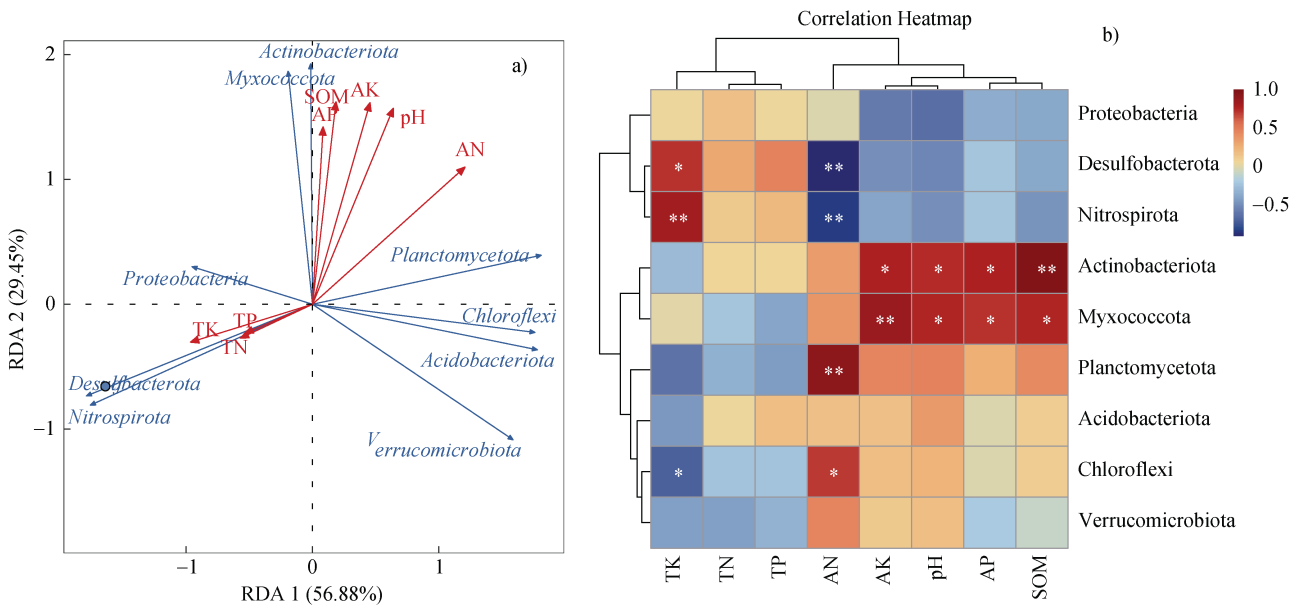 Correlation Heatmap
a)
b)
2
1
0
−1
RDA 2 (29.45%)
Actinobacteriota
Myxococcota
SOM
AK
AP
pH
AN
Planctomycetota
Proteobacteria
Chloroflexi
TK
TP
TN
Acidobacteriota
Desulfbacterota
Nitrospirota
Verrucomicrobiota
−1
0
1
RDA 1 (56.88%)
Proteobacteria
* ** Desulfobacterota
** ** Nitrospirota
* * * ** Actinobacteriota
** * * * Myxococcota
** Planctomycetota
Acidobacteriota
* * Chloroflexi
Verrucomicrobiota
TK TN TP AN AK pH AP SOM
1.0
0.5
0
−0.5